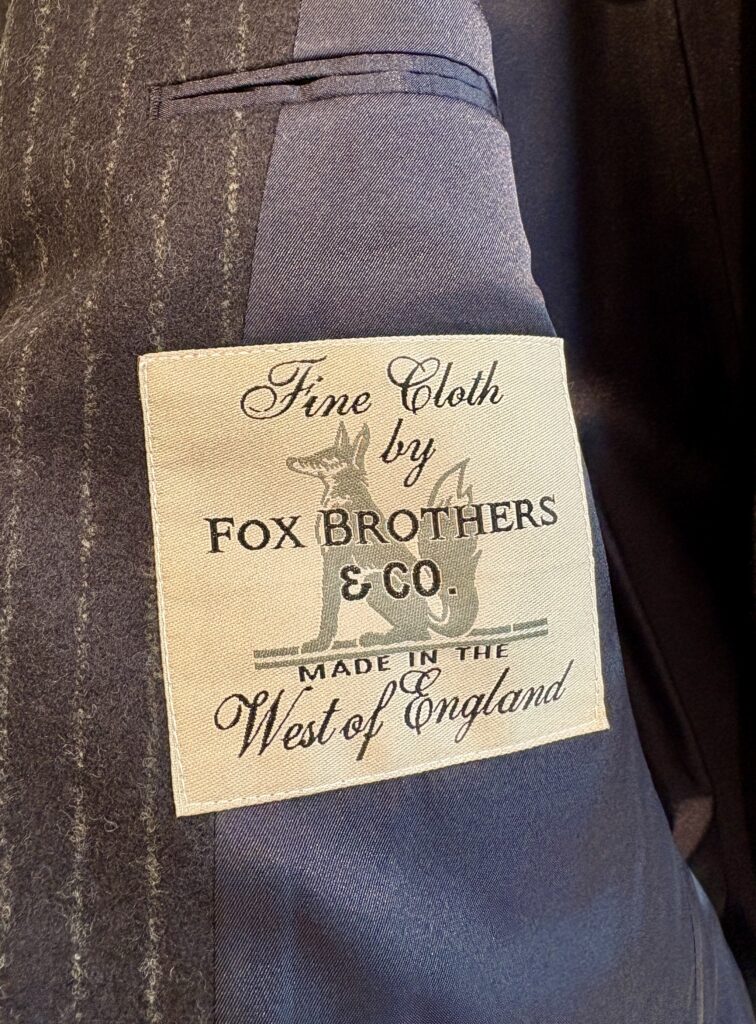 Fine Cloth
by
FOX BROTHERS
& CO.
MADE IN THE
West of England